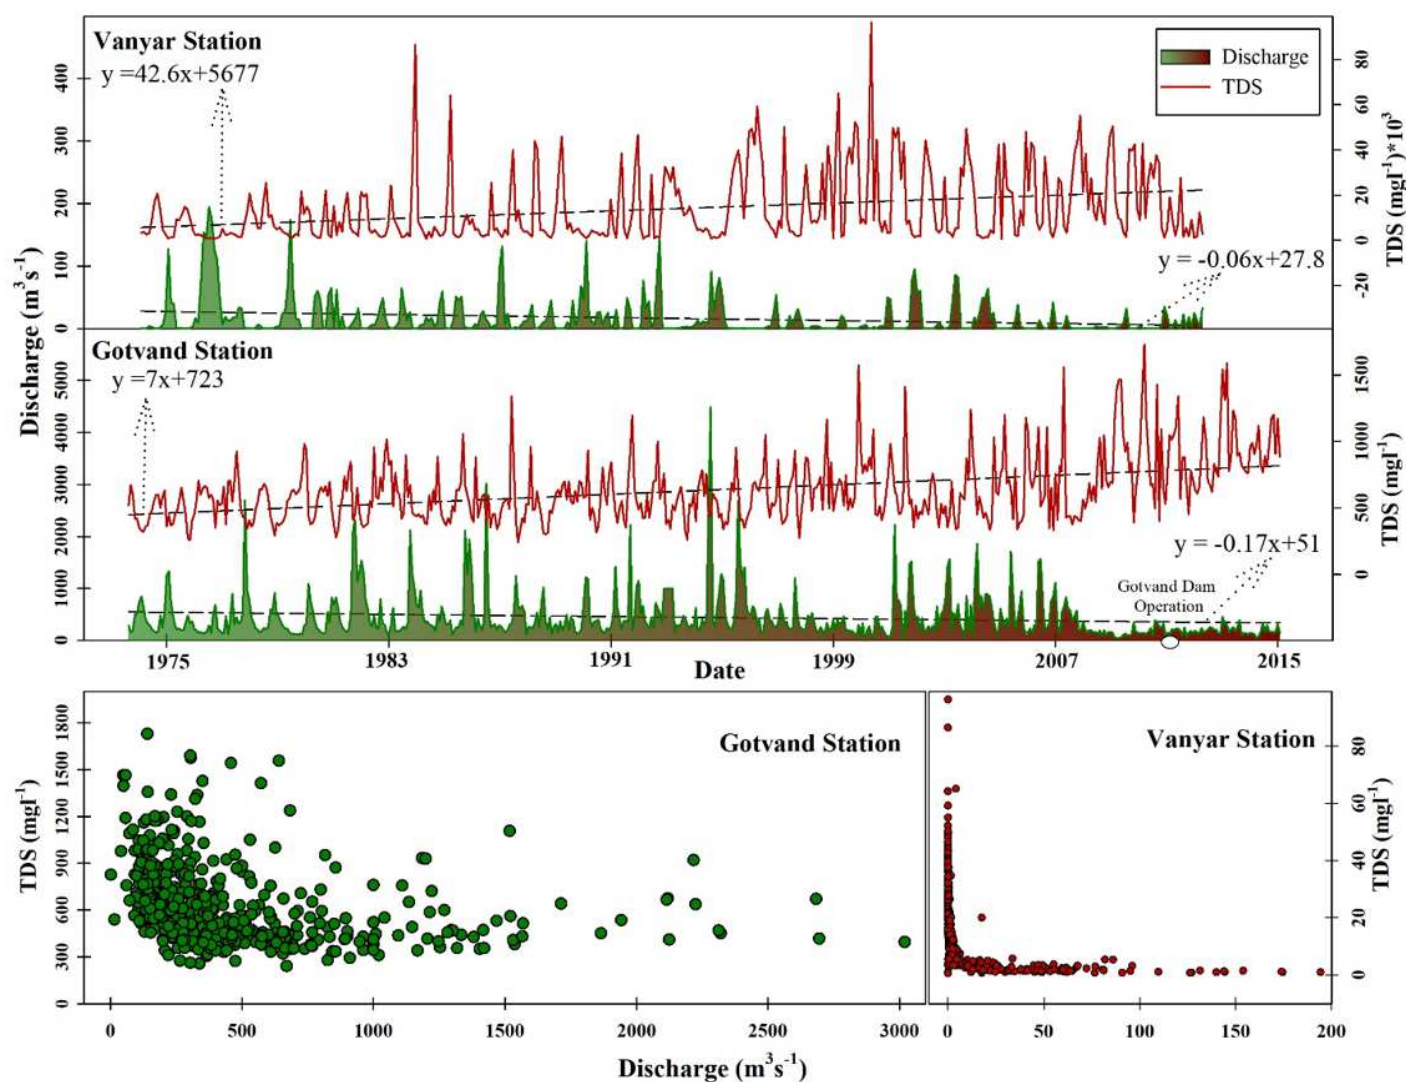 Vanyar Station
y =42.6x+5677
Discharge
TDS
400
300
200
100
0
80
60
40
20
0
-20
TDS (mgl⁻¹)*10³
y = -0.06x+27.8
Discharge (m³s⁻¹)
Gotvand Station
y =7x+723
5000
4000
3000
2000
1000
0
1500
1000
500
0
TDS (mgl⁻¹)
y = -0.17x+51
Gotvand Dam
Operation
1975
1983
1991
1999
2007
2015
Date
Gotvand Station
1800
1500
1200
900
600
300
0
TDS (mgl⁻¹)
0
500
1000
1500
2000
2500
3000
Vanyar Station
80
60
40
20
0
TDS (mgl⁻¹)
0
50
100
150
200
Discharge (m³s⁻¹)